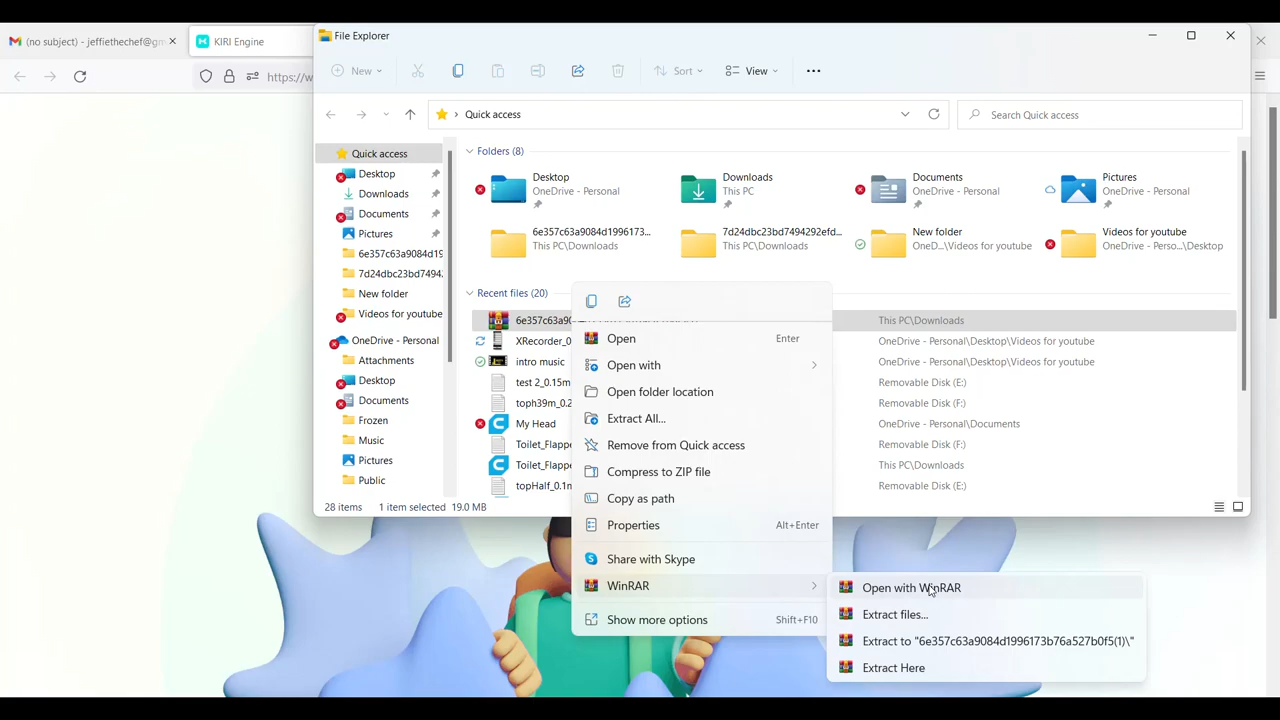 (no subject) - jeffiethechef@gm
KIRI Engine
File Explorer
https://w
New
Sort
View
Quick access
Search Quick access
Quick access
Desktop
Downloads
Documents
Pictures
6e357c63a9084d19
7d24dbc23bd7494
New folder
Videos for youtube
OneDrive - Personal
Attachments
Desktop
Documents
Frozen
Music
Pictures
Public
Folders (8)
Desktop
OneDrive - Personal
Downloads
This PC
Documents
OneDrive - Personal
Pictures
OneDrive - Personal
6e357c63a9084d1996173...
This PC\Downloads
7d24dbc23bd7494292efd...
This PC\Downloads
New folder
OneD...\Videos for youtube
Videos for youtube
OneDrive - Perso...\Desktop
Recent files (20)
6e357c63a90
This PC\Downloads
XRecorder_0
OneDrive - Personal\Desktop\Videos for youtube
intro music
OneDrive - Personal\Desktop\Videos for youtube
test 2_0.15m
Removable Disk (E:)
toph39m_0.2
Removable Disk (F:)
My Head
OneDrive - Personal\Documents
Toilet_Flappe
Removable Disk (F:)
Toilet_Flappe
This PC\Downloads
topHalf_0.1m
Removable Disk (E:)
Open Enter
Open with
Open folder location
Extract All...
Remove from Quick access
Compress to ZIP file
Copy as path
Properties Alt+Enter
Share with Skype
WinRAR
Show more options Shift+F10
Open with WinRAR
Extract files...
Extract to "6e357c63a9084d1996173b76a527b0f5(1)\"
Extract Here
28 items 1 item selected 19.0 MB